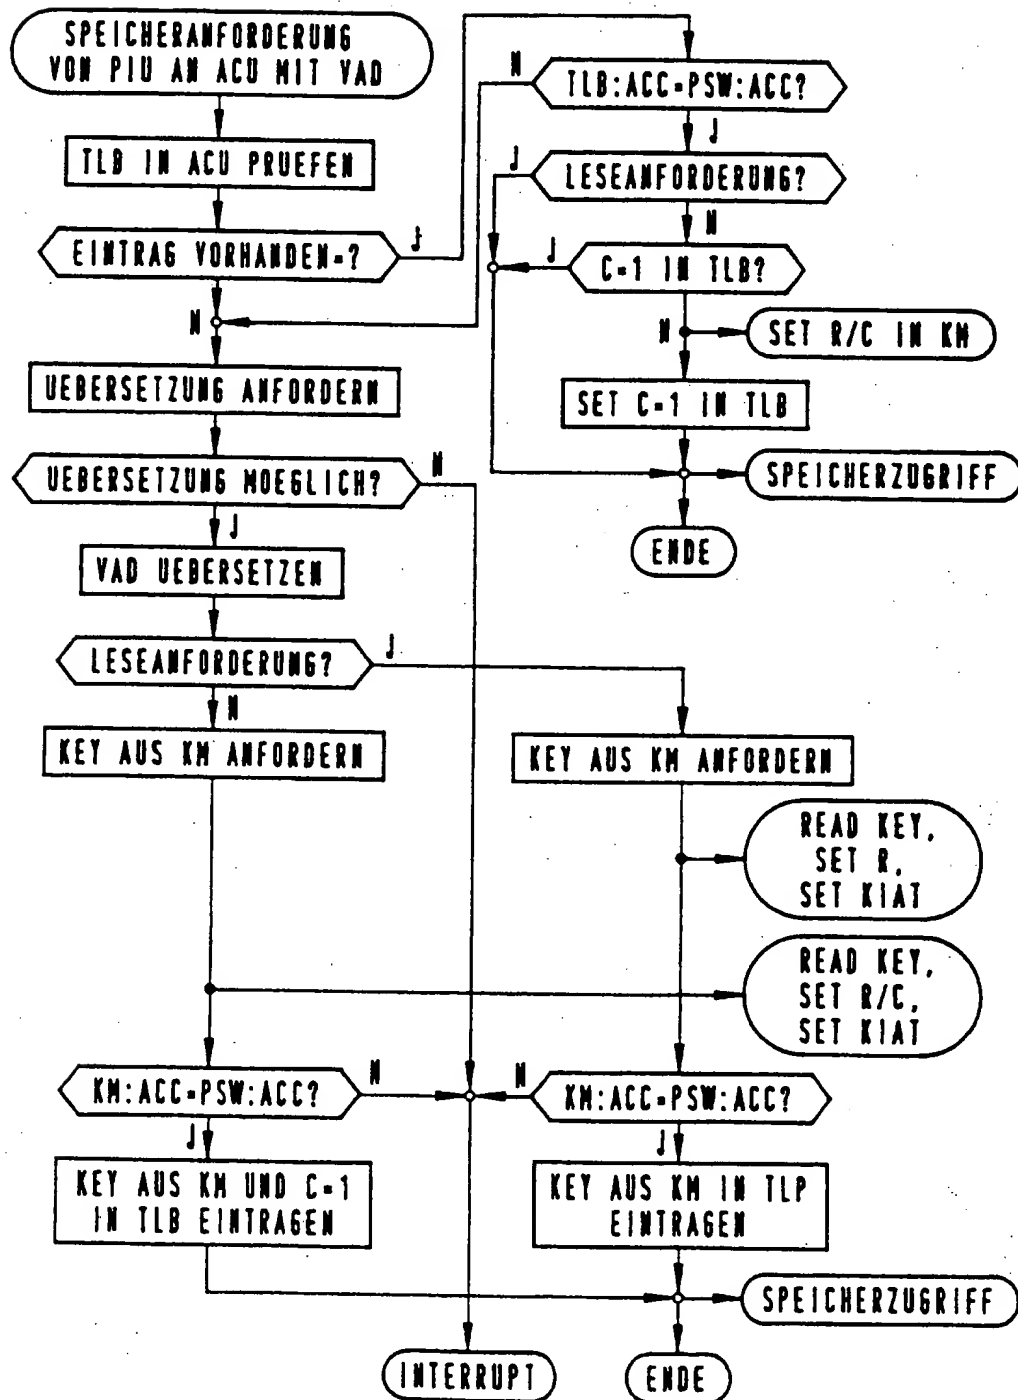 SPEICHERANFORDERUNG
VON PIU AN ACU MIT VAD
TLB IN ACU PRUEFEN
EINTRAG VORHANDEN=?
J
N
UEBERSETZUNG ANFORDERN
UEBERSETZUNG MOEGLICH?
N
J
VAD UEBERSETZEN
LESEANFORDERUNG?
J
N
KEY AUS KM ANFORDERN
KM:ACC=PSW:ACC?
N
J
KEY AUS KM UND C=1
IN TLB EINTRAGEN
INTERRUPT
N
TLB:ACC=PSW:ACC?
J
J
LESEANFORDERUNG?
N
J
C=1 IN TLB?
N
SET R/C IN KM
SET C=1 IN TLB
SPEICHERZUGRIFF
ENDE
KEY AUS KM ANFORDERN
READ KEY,
SET R,
SET KIAT
READ KEY,
SET R/C,
SET KIAT
N
KM:ACC=PSW:ACC?
J
KEY AUS KM IN TLP
EINTRAGEN
SPEICHERZUGRIFF
ENDE